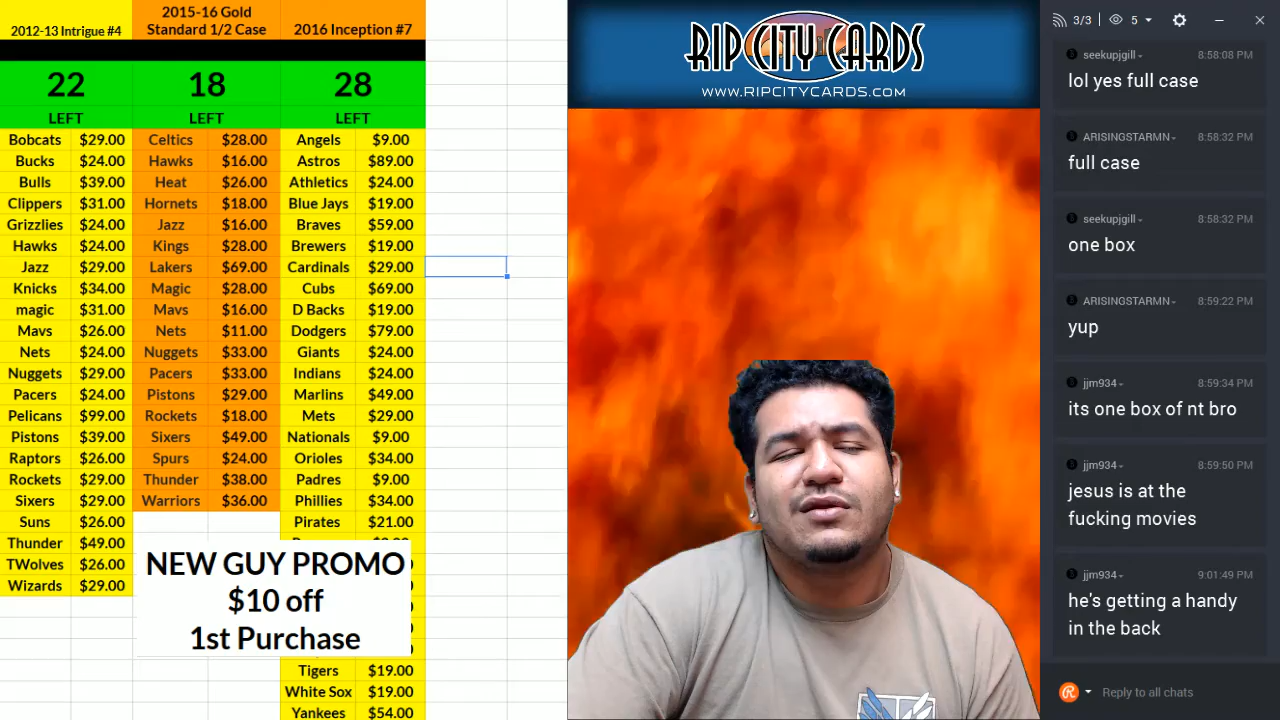 2012-13 Intrigue #4
2015-16 Gold
Standard 1/2 Case
2016 Inception #7
22
18
28
LEFT
LEFT
LEFT
Bobcats $29.00 Celtics $28.00 Angels $9.00
Bucks $24.00 Hawks $16.00 Astros $89.00
Bulls $39.00 Heat $26.00 Athletics $24.00
Clippers $31.00 Hornets $18.00 Blue Jays $19.00
Grizzlies $24.00 Jazz $16.00 Braves $59.00
Hawks $24.00 Kings $28.00 Brewers $19.00
Jazz $29.00 Lakers $69.00 Cardinals $29.00
Knicks $34.00 Magic $28.00 Cubs $69.00
magic $31.00 Mavs $16.00 D Backs $19.00
Mavs $26.00 Nets $11.00 Dodgers $79.00
Nets $24.00 Nuggets $33.00 Giants $24.00
Nuggets $29.00 Pacers $33.00 Indians $24.00
Pacers $24.00 Pistons $29.00 Marlins $49.00
Pelicans $99.00 Rockets $18.00 Mets $29.00
Pistons $39.00 Sixers $49.00 Nationals $9.00
Raptors $26.00 Spurs $24.00 Orioles $34.00
Rockets $29.00 Thunder $38.00 Padres $9.00
Sixers $29.00 Warriors $36.00 Phillies $34.00
Suns $26.00 Pirates $21.00
Thunder $49.00
TWolves $26.00
Wizards $29.00
NEW GUY PROMO
$10 off
1st Purchase
Tigers $19.00
White Sox $19.00
Yankees $54.00
RIP CITY CARDS
WWW.RIPCITYCARDS.COM
3/3 5
seekupjgill 8:58:08 PM
lol yes full case
ARISINGSTARMN 8:58:32 PM
full case
seekupjgill 8:58:32 PM
one box
ARISINGSTARMN 8:59:22 PM
yup
jjm934 8:59:34 PM
its one box of nt bro
jjm934 8:59:50 PM
jesus is at the
fucking movies
jjm934 9:01:49 PM
he's getting a handy
in the back
Reply to all chats